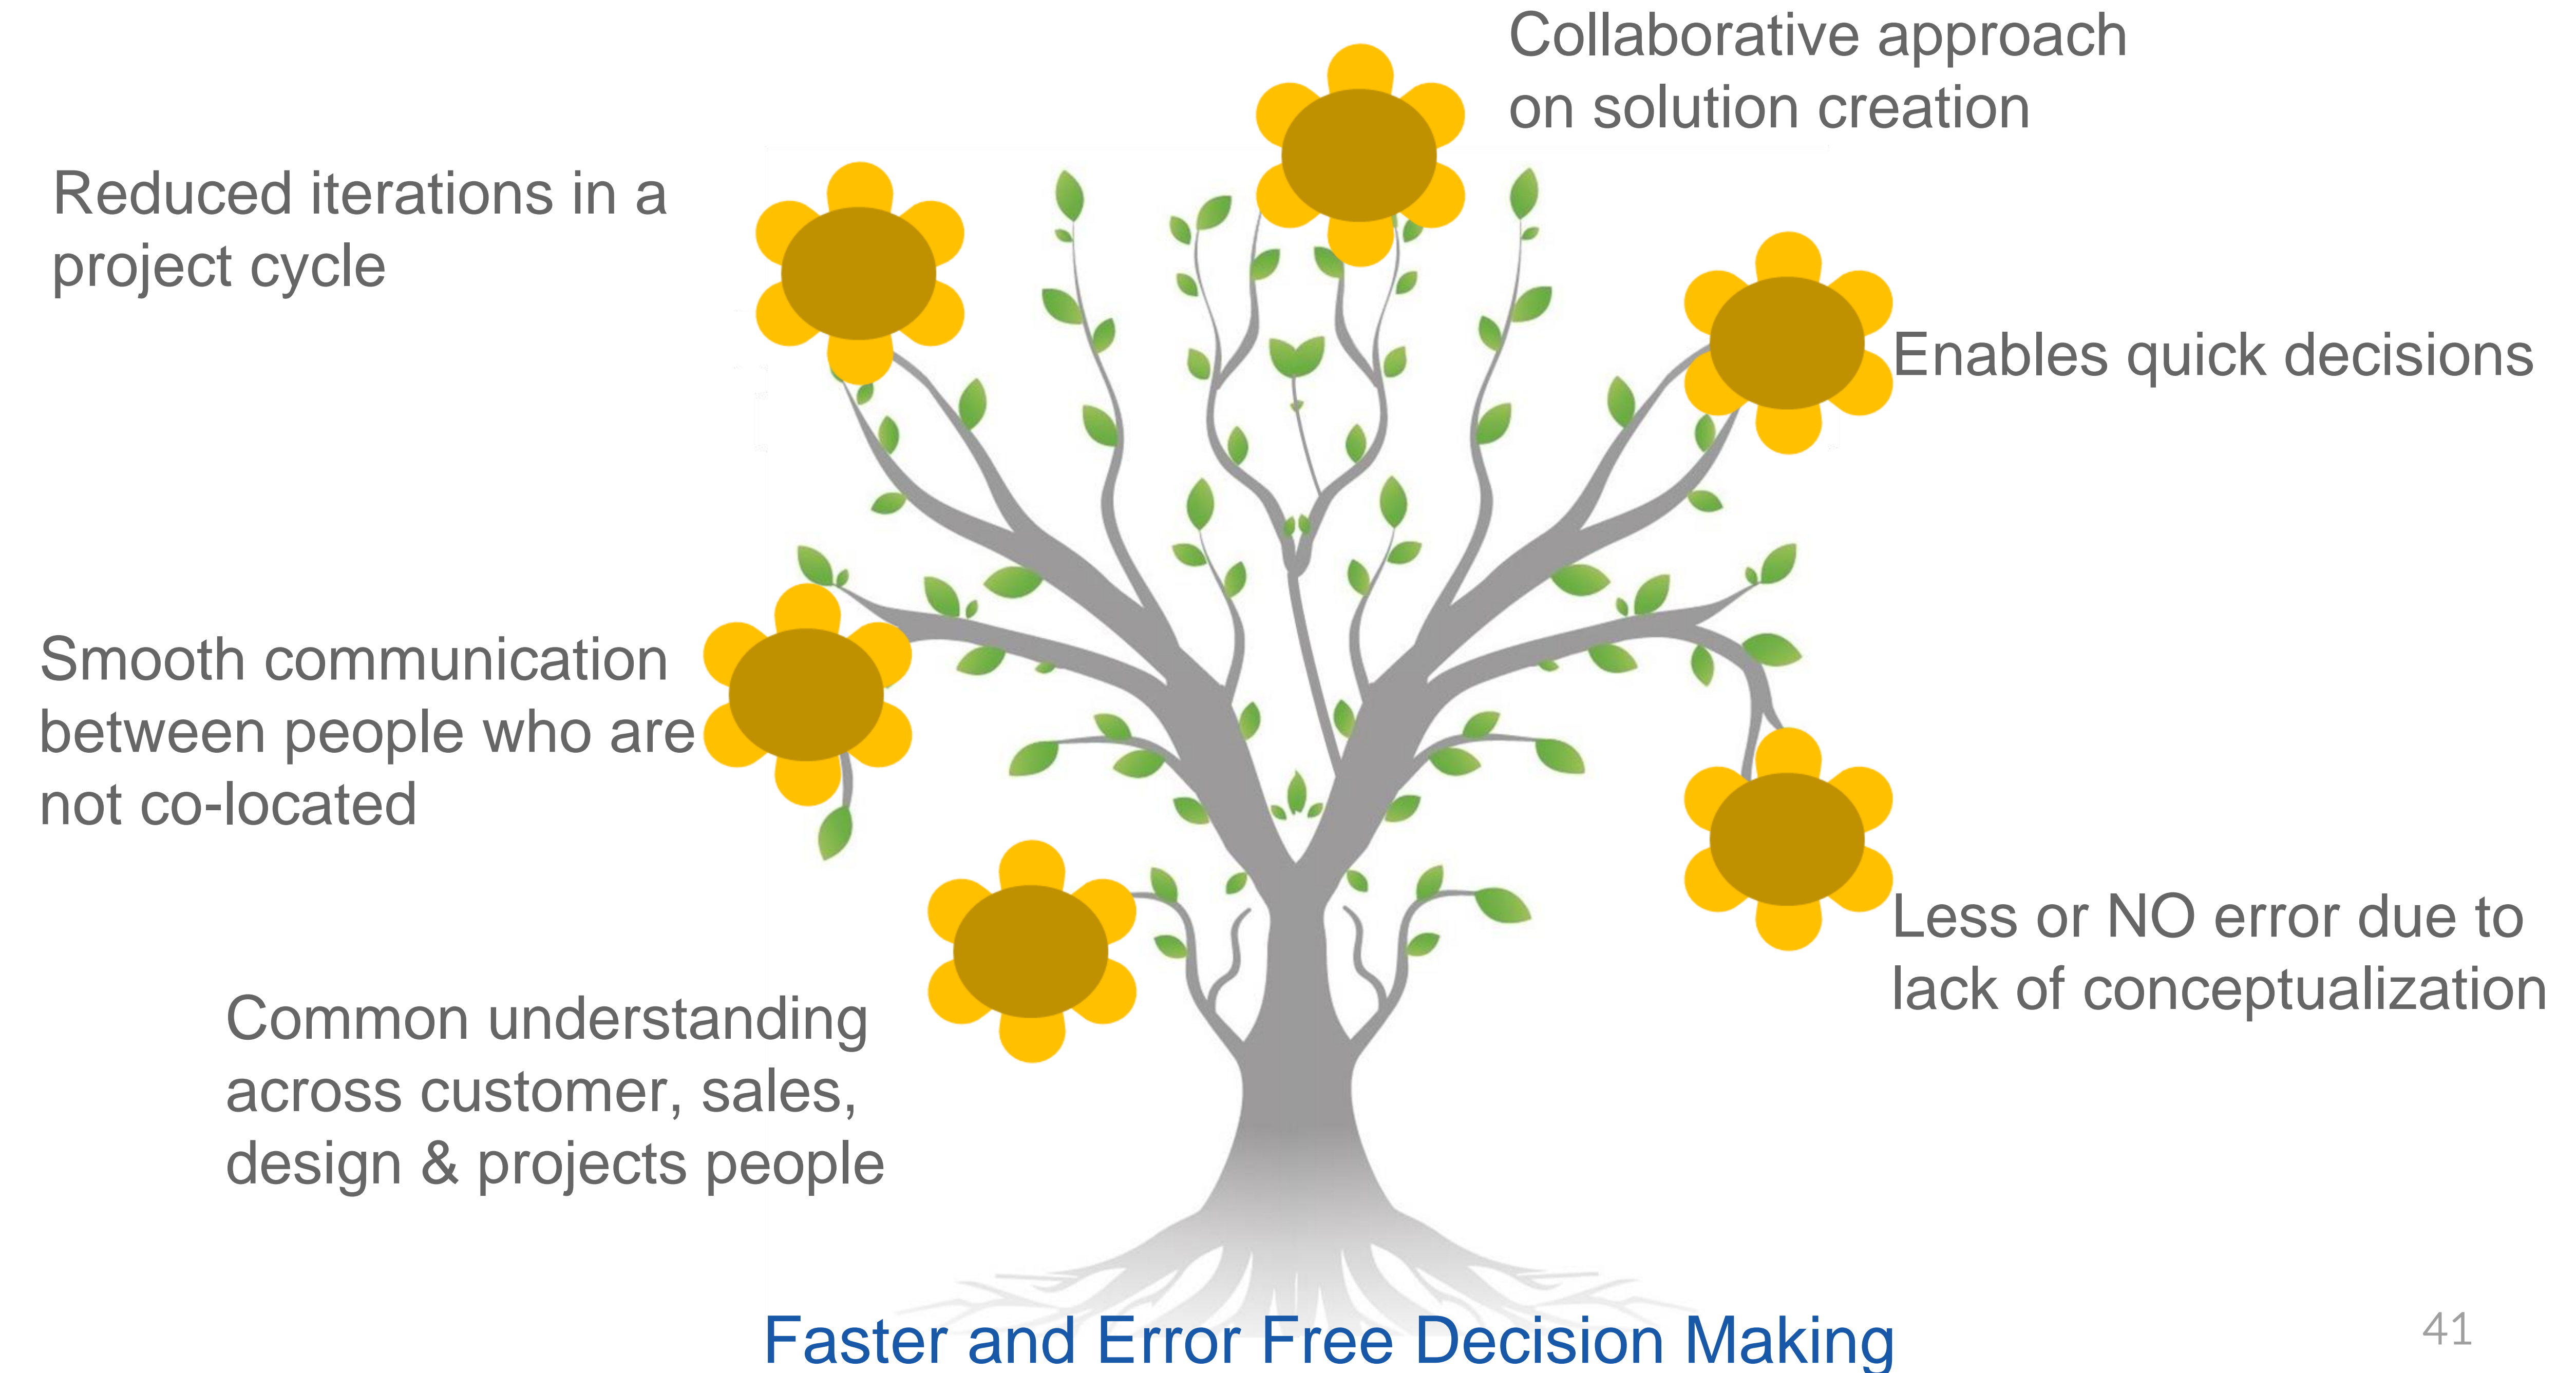 Collaborative approach
on solution creation
Reduced iterations in a
project cycle
Enables quick decisions
Smooth communication
between people who are
not co-located
Less or NO error due to
lack of conceptualization
Common understanding
across customer, sales,
design & projects people
Faster and Error Free Decision Making
41